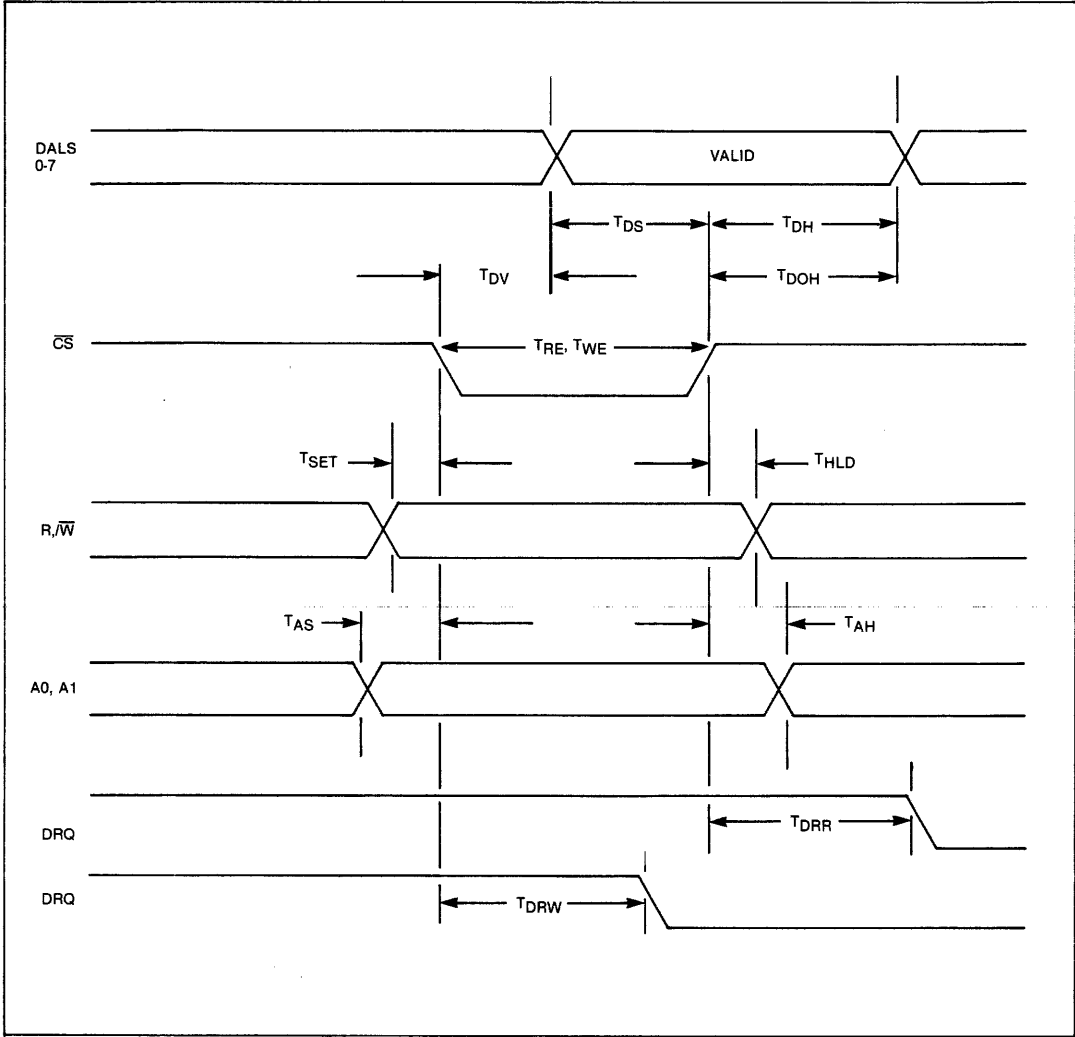 DALS
0-7
VALID
TDS
TDH
TDV
TDOH
CS
TRE, TWE
TSET
THLD
R,/W
TAS
TAH
A0, A1
DRQ
TDRR
DRQ
TDRW